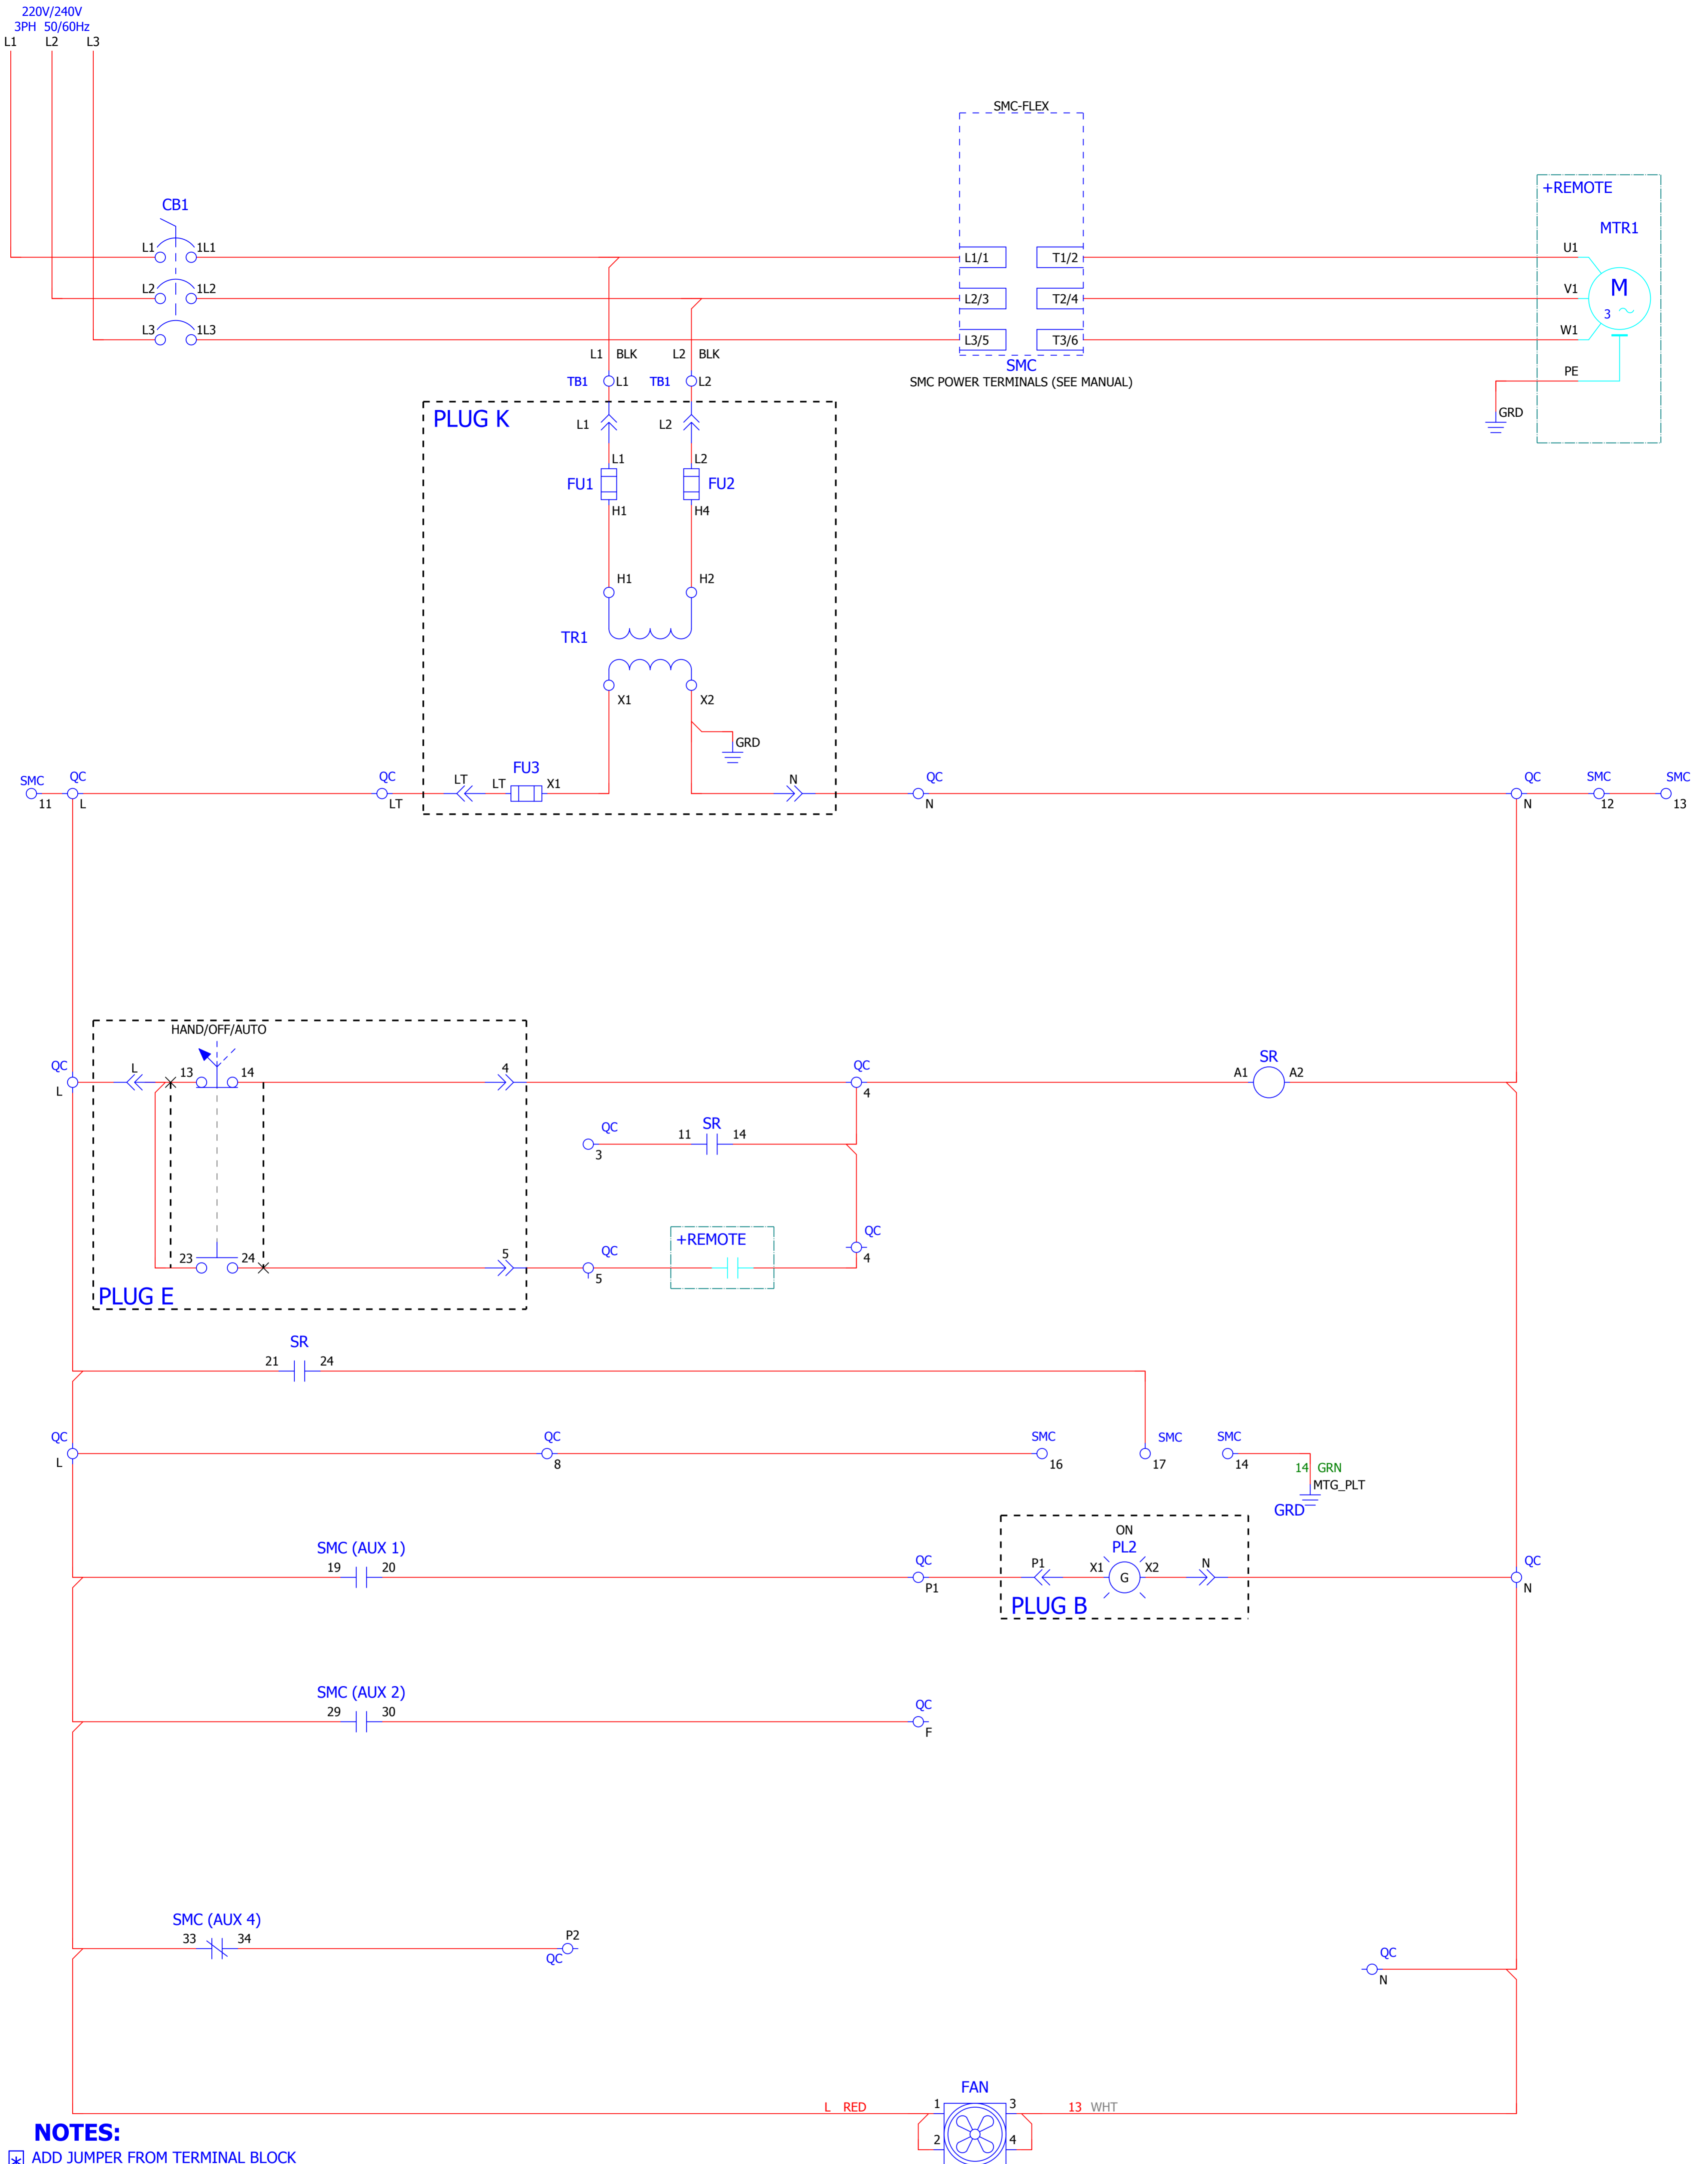 220V/240V
3PH 50/60Hz
L1 L2 L3
SMC-FLEX
CB1
+REMOTE
MTR1
L1 1L1 L1/1 T1/2 U1
L2 1L2 L2/3 T2/4 V1
M
3
L3 1L3 L3/5 T3/6 W1
L1 BLK L2 BLK
SMC
SMC POWER TERMINALS (SEE MANUAL)
PE
TB1 L1 TB1 L2
GRD
PLUG K
L1 L2
L1 L2
FU1 FU2
H1 H4
H1 H2
TR1
X1 X2
GRD
SMC QC QC LT LT FU3 X1 N QC QC SMC SMC
11 L LT N N 12 13
HAND/OFF/AUTO
QC L 13 14 4 QC SR
L 4 A1 A2
QC SR
3 11 14
QC +REMOTE QC
23 24 5 5 4
PLUG E
SR
21 24
QC QC SMC SMC SMC
L 8 16 17 14
14 GRN
MTG_PLT
GRD
ON
SMC (AUX 1) PL2
19 20 QC P1 X1 G X2 N QC
P1 N
PLUG B
SMC (AUX 2)
29 30 QC
F
SMC (AUX 4)
33 34 P2
QC
QC
N
FAN
L RED 1 3 13 WHT
2 4
NOTES:
* ADD JUMPER FROM TERMINAL BLOCK